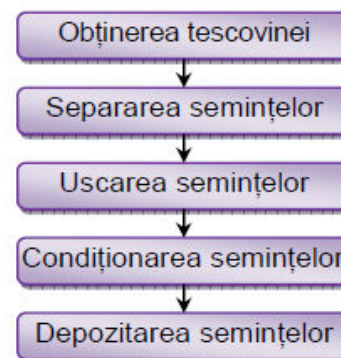 Obținerea tescovinei
Separarea semințelor
Uscarea semințelor
Condiționarea semințelor
Depozitarea semințelor